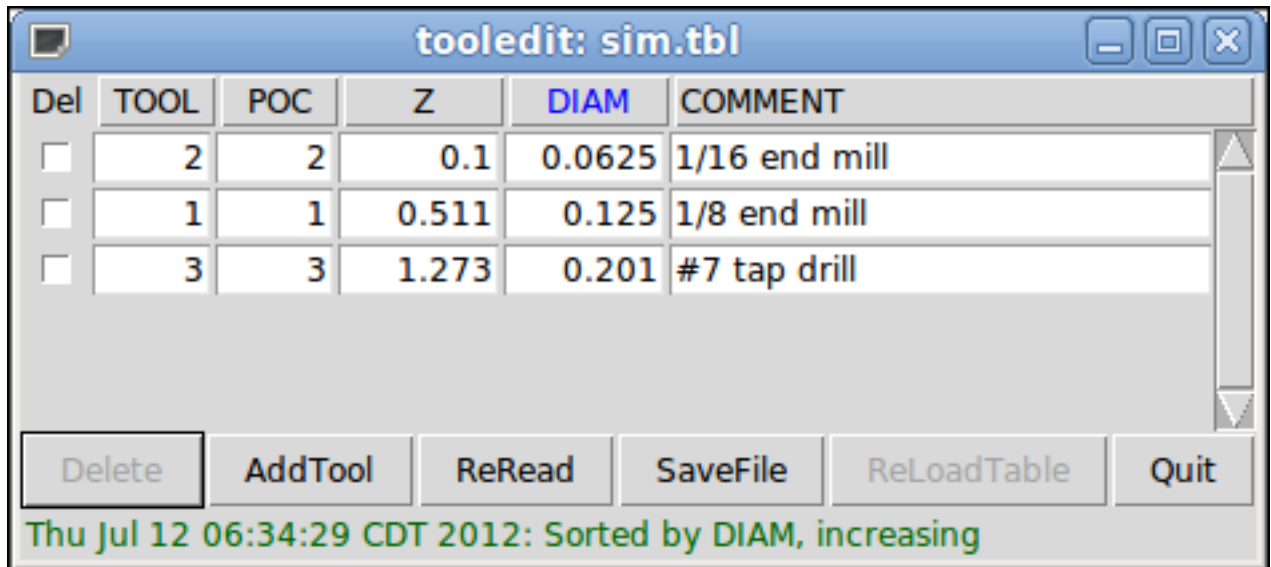 tooledit: sim.tbl
Del TOOL POC Z DIAM COMMENT
2 2 0.1 0.0625 1/16 end mill
1 1 0.511 0.125 1/8 end mill
3 3 1.273 0.201 #7 tap drill
Delete AddTool ReRead SaveFile ReLoadTable Quit
Thu Jul 12 06:34:29 CDT 2012: Sorted by DIAM, increasing